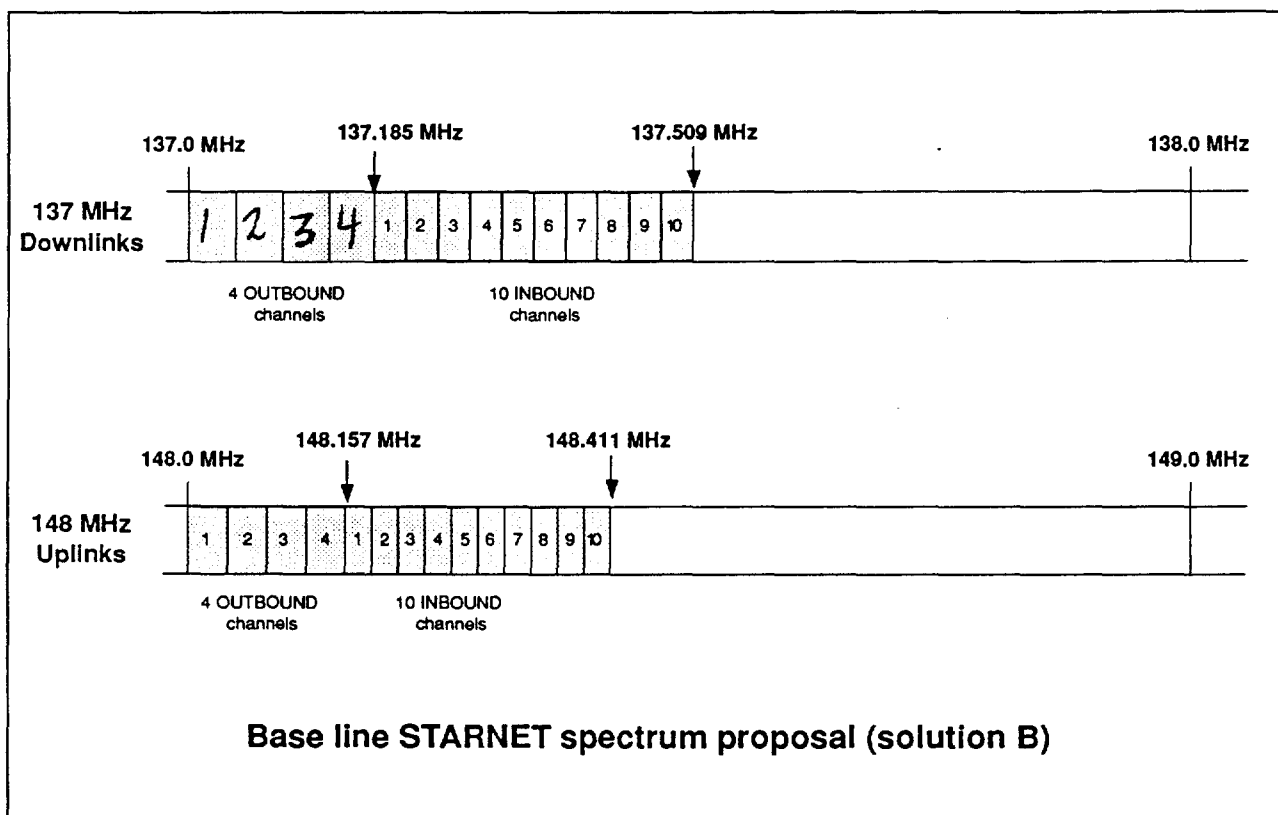 137.185 MHz
137.509 MHz
137.0 MHz
138.0 MHz
137 MHz
Downlinks
1 2 3 4 1 2 3 4 5 6 7 8 9 10
4 OUTBOUND
channels
10 INBOUND
channels
148.157 MHz
148.411 MHz
148.0 MHz
149.0 MHz
148 MHz
Uplinks
1 2 3 4 1 2 3 4 5 6 7 8 9 10
4 OUTBOUND
channels
10 INBOUND
channels
Base line STARNET spectrum proposal (solution B)